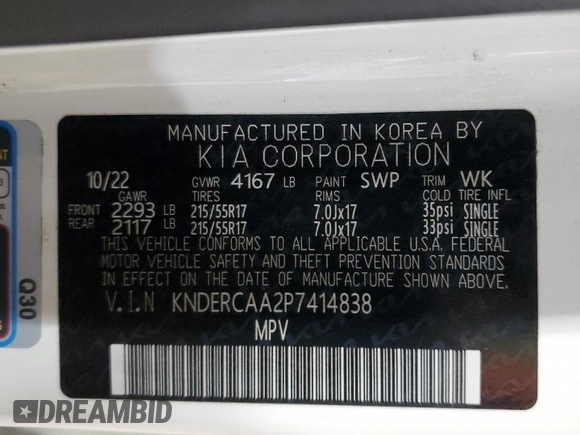 MANUFACTURED IN KOREA BY
KIA CORPORATION
10/22 GVWR 4167 LB PAINT SWP TRIM WK
GAWR TIRES RIMS COLD TIRE INFL
FRONT 2293 LB 215/55R17 7.0Jx17 35psi SINGLE
REAR 2117 LB 215/55R17 7.0Jx17 33psi SINGLE
THIS VEHICLE CONFORMS TO ALL APPLICABLE U.S.A. FEDERAL
MOTOR VEHICLE SAFETY AND THEFT PREVENTION STANDARDS
IN EFFECT ON THE DATE OF MANUFACTURE SHOWN ABOVE.
V.I.N KNDERCAA2P7414838
MPV
Q30
DREAMBID